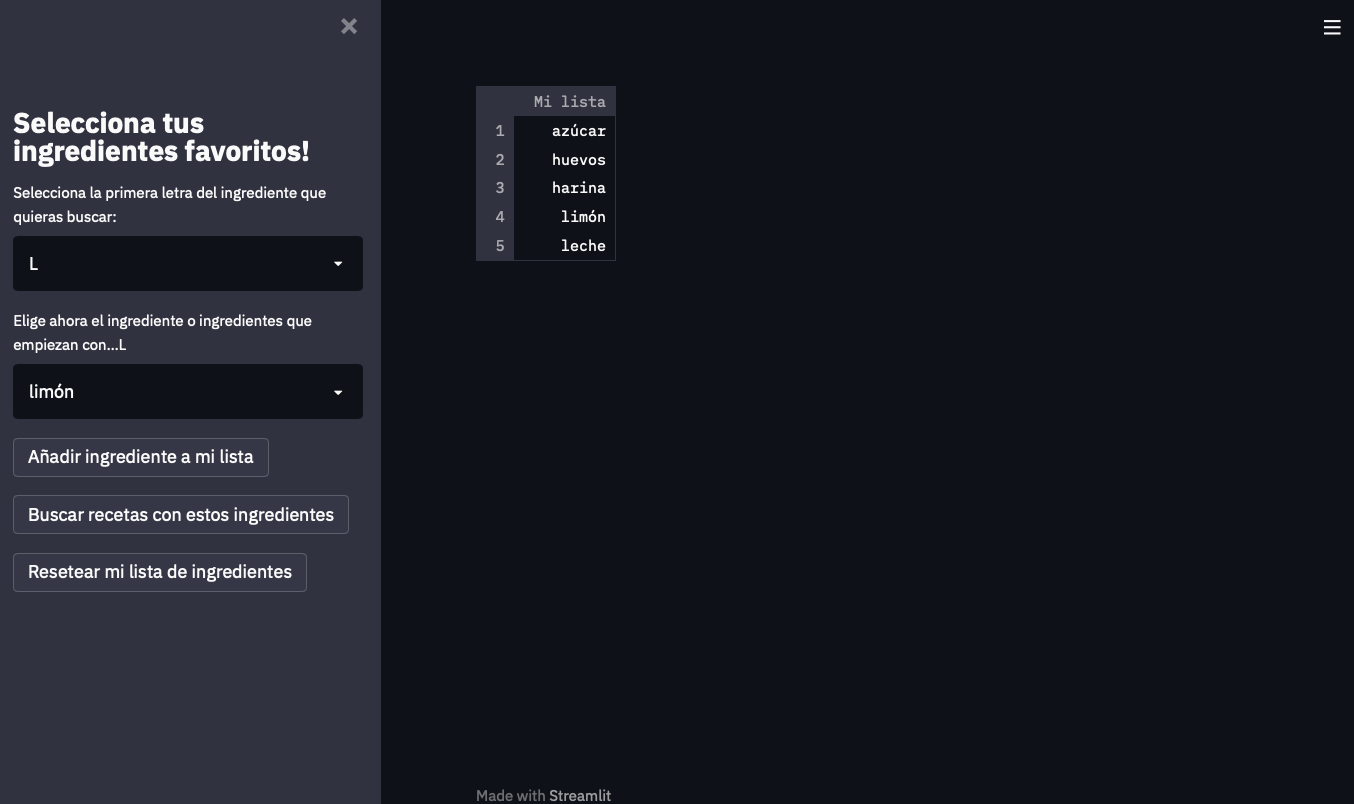 Selecciona tus
ingredientes favoritos!
Selecciona la primera letra del ingrediente que
quieras buscar:
L
Elige ahora el ingrediente o ingredientes que
empiezan con...L
limón
Añadir ingrediente a mi lista
Buscar recetas con estos ingredientes
Resetear mi lista de ingredientes
Mi lista
1 azúcar
2 huevos
3 harina
4 limón
5 leche
Made with Streamlit